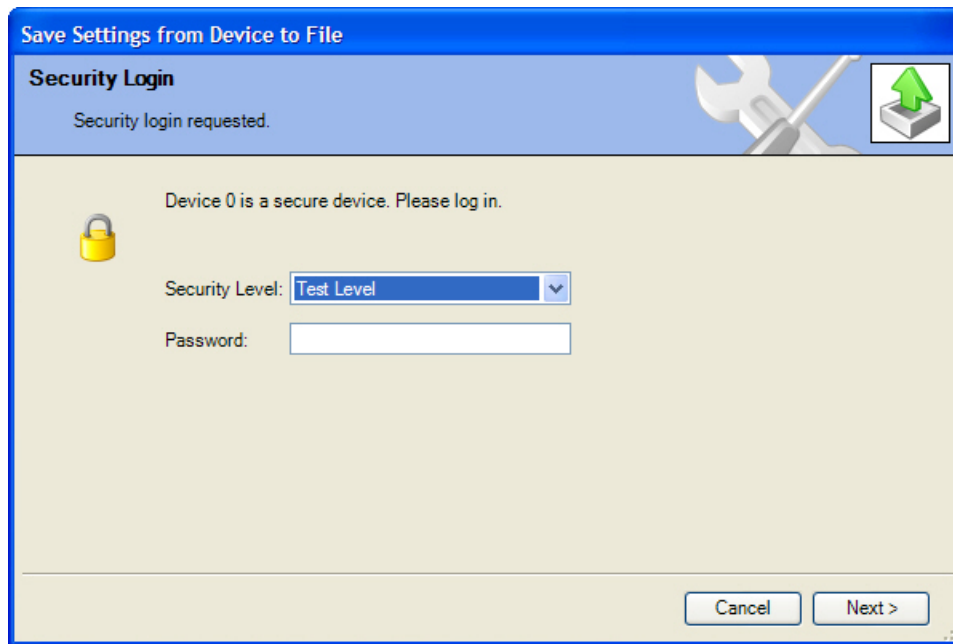 Save Settings from Device to File
Security Login
Security login requested.
Device 0 is a secure device. Please log in.
Security Level: Test Level
Password:
Cancel Next >